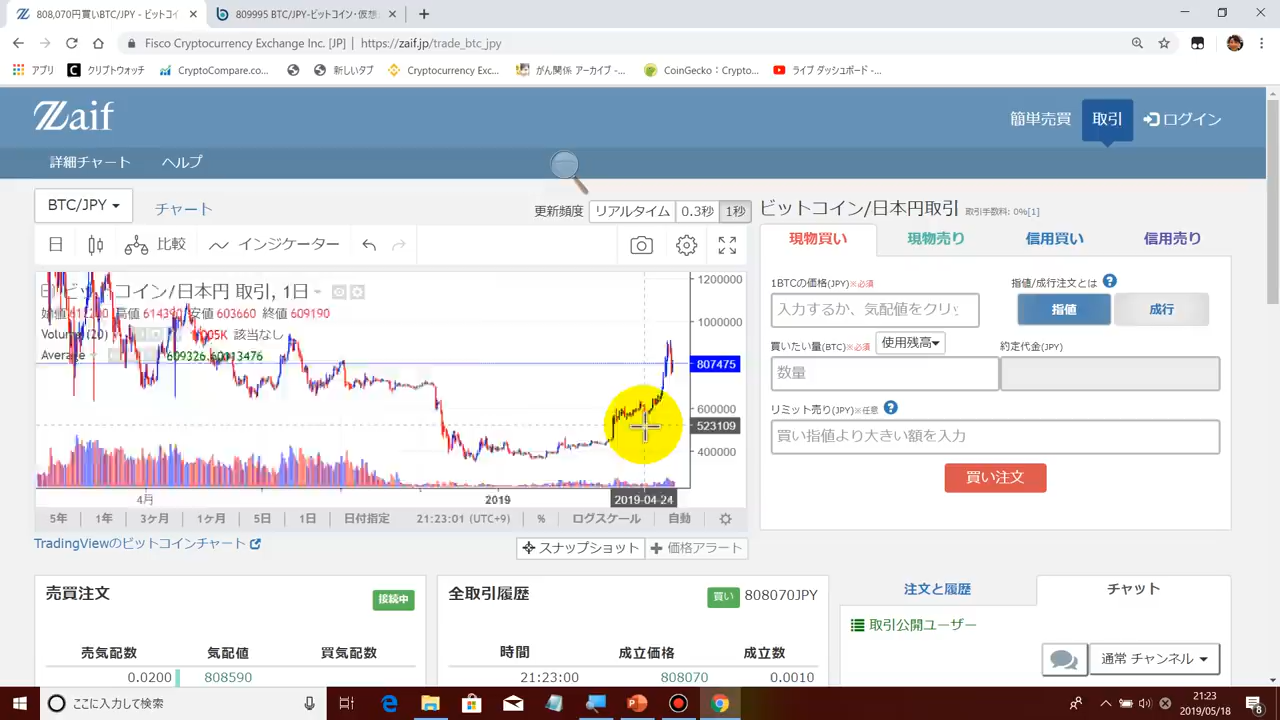 808,070円買いBTC/JPY - ビットコイ
809995 BTC/JPY-ビットコイン・仮想
Fisco Cryptocurrency Exchange Inc. [JP] | https://zaif.jp/trade_btc_jpy
アプリ クリプトウォッチ CryptoCompare.co... 新しいタブ Cryptocurrency Exc... がん関係 アーカイブ -... CoinGecko：Crypto... ライブ ダッシュボード -...
Zaif
簡単売買 取引 ログイン
詳細チャート ヘルプ
BTC/JPY チャート
更新頻度 リアルタイム 0.3秒 1秒
ビットコイン/日本円取引 取引手数料: 0%[1]
日 比較 インジケーター
現物買い 現物売り 信用買い 信用売り
コイン/日本円 取引, 1日
高値 614390 安値 603660 終値 609190
Volume (20) 該当なし
Average 609326.60113476
1200000
1000000
807475
600000
523109
400000
4月 2019 2019-04-24
5年 1年 3ヶ月 1ヶ月 5日 1日 日付指定 21:23:01 (UTC+9) % ログスケール 自動
TradingViewのビットコインチャート
スナップショット 価格アラート
1BTCの価格(JPY)※必須 指値/成行注文とは ?
入力するか、気配値をクリッ
指値 成行
買いたい量(BTC)※必須 使用残高 約定代金(JPY)
数量
リミット売り(JPY)※任意 ?
買い指値より大きい額を入力
買い注文
売買注文 接続中
売気配数 気配値 買気配数
0.0200 808590
全取引履歴 買い 808070JPY
時間 成立価格 成立数
21:23:00 808070 0.0010
注文と履歴 チャット
取引公開ユーザー
通常 チャンネル
ここに入力して検索
21:23
2019/05/18
8